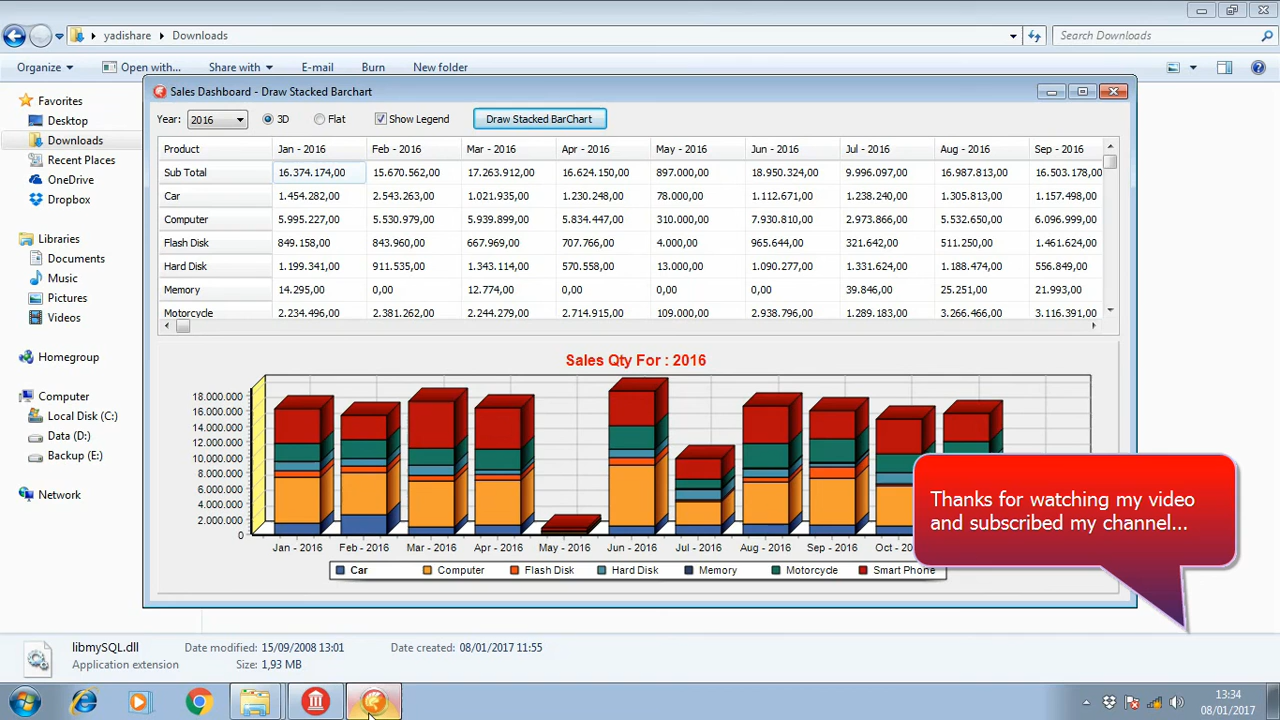 yadishare Downloads
Search Downloads
Organize Open with... Share with E-mail Burn New folder
Favorites
Desktop
Downloads
Recent Places
OneDrive
Dropbox
Libraries
Documents
Music
Pictures
Videos
Homegroup
Computer
Local Disk (C:)
Data (D:)
Backup (E:)
Network
Sales Dashboard - Draw Stacked Barchart
Year: 2016 3D Flat Show Legend Draw Stacked BarChart
Product Jan - 2016 Feb - 2016 Mar - 2016 Apr - 2016 May - 2016 Jun - 2016 Jul - 2016 Aug - 2016 Sep - 2016
Sub Total 16.374.174,00 15.670.562,00 17.263.912,00 16.624.150,00 897.000,00 18.950.324,00 9.996.097,00 16.987.813,00 16.503.178,00
Car 1.454.282,00 2.543.263,00 1.021.935,00 1.230.248,00 78.000,00 1.112.671,00 1.238.240,00 1.305.813,00 1.157.498,00
Computer 5.995.227,00 5.530.979,00 5.939.899,00 5.834.447,00 310.000,00 7.930.810,00 2.973.866,00 5.532.650,00 6.096.999,00
Flash Disk 849.158,00 843.960,00 667.969,00 707.766,00 4.000,00 965.644,00 321.642,00 511.250,00 1.461.624,00
Hard Disk 1.199.341,00 911.535,00 1.343.114,00 570.558,00 13.000,00 1.090.277,00 1.331.624,00 1.188.474,00 556.849,00
Memory 14.295,00 0,00 12.774,00 0,00 0,00 0,00 39.846,00 25.251,00 21.993,00
Motorcycle 2.234.496,00 2.381.262,00 2.244.279,00 2.714.915,00 109.000,00 2.938.796,00 1.289.183,00 3.266.466,00 3.116.391,00
Sales Qty For : 2016
18.000.000
16.000.000
14.000.000
12.000.000
10.000.000
8.000.000
6.000.000
4.000.000
2.000.000
0
Jan - 2016 Feb - 2016 Mar - 2016 Apr - 2016 May - 2016 Jun - 2016 Jul - 2016 Aug - 2016 Sep - 2016 Oct -
Car Computer Flash Disk Hard Disk Memory Motorcycle Smart Phone
Thanks for watching my video
and subscribed my channel...
libmySQL.dll Date modified: 15/09/2008 13:01 Date created: 08/01/2017 11:55
Application extension Size: 1,93 MB
13:34
08/01/2017